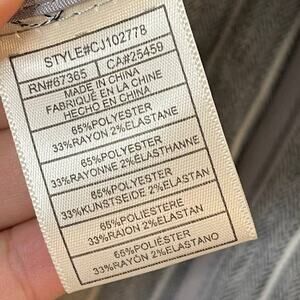 STYLE#CJ102778
RN#67365 CA#25459
MADE IN CHINA
FABRIQUÉ EN LA CHINE
HECHO EN CHINA
65%POLYESTER
33%RAYON 2%ELASTANE
65%POLYESTER
33%RAYONNE 2%ELASTHANNE
65%POLYESTER
33%KUNSTSEIDE 2%ELASTAN
65%POLIESTERE
33%RAION 2%ELASTAN
65%POLIÉSTER
33%RAYÓN 2%ELASTANO